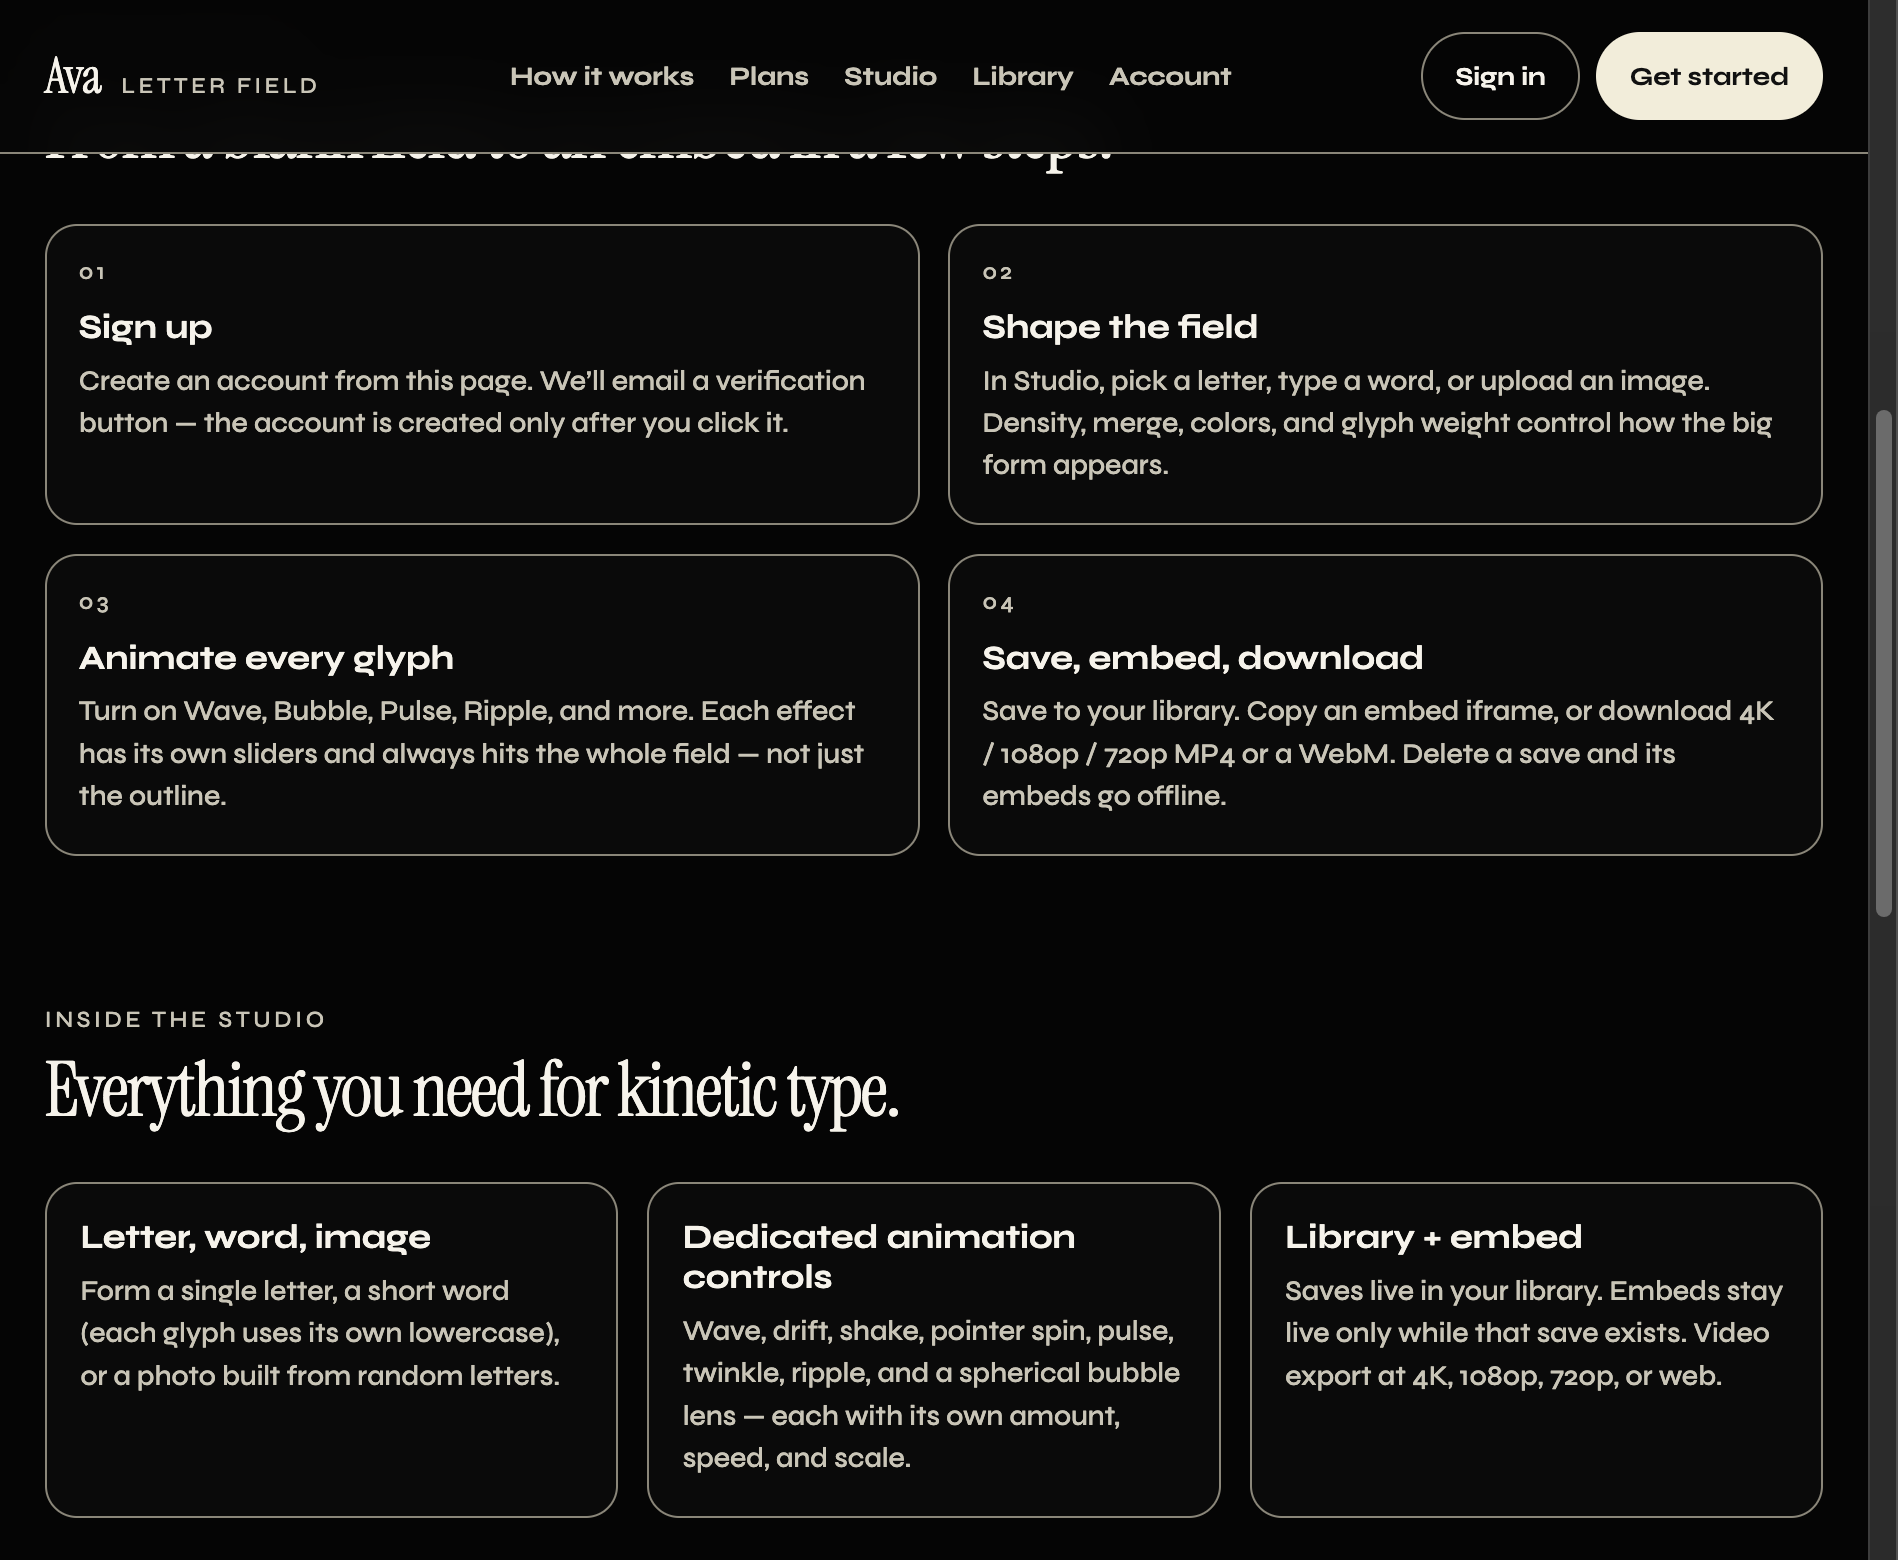 Ava LETTER FIELD
How it works Plans Studio Library Account
Sign in Get started
From a blank field to an embed in a few steps.
01
Sign up
Create an account from this page. We’ll email a verification
button — the account is created only after you click it.
02
Shape the field
In Studio, pick a letter, type a word, or upload an image.
Density, merge, colors, and glyph weight control how the big
form appears.
03
Animate every glyph
Turn on Wave, Bubble, Pulse, Ripple, and more. Each effect
has its own sliders and always hits the whole field — not just
the outline.
04
Save, embed, download
Save to your library. Copy an embed iframe, or download 4K
/ 1080p / 720p MP4 or a WebM. Delete a save and its
embeds go offline.
INSIDE THE STUDIO
Everything you need for kinetic type.
Letter, word, image
Form a single letter, a short word
(each glyph uses its own lowercase),
or a photo built from random letters.
Dedicated animation
controls
Wave, drift, shake, pointer spin, pulse,
twinkle, ripple, and a spherical bubble
lens — each with its own amount,
speed, and scale.
Library + embed
Saves live in your library. Embeds stay
live only while that save exists. Video
export at 4K, 1080p, 720p, or web.